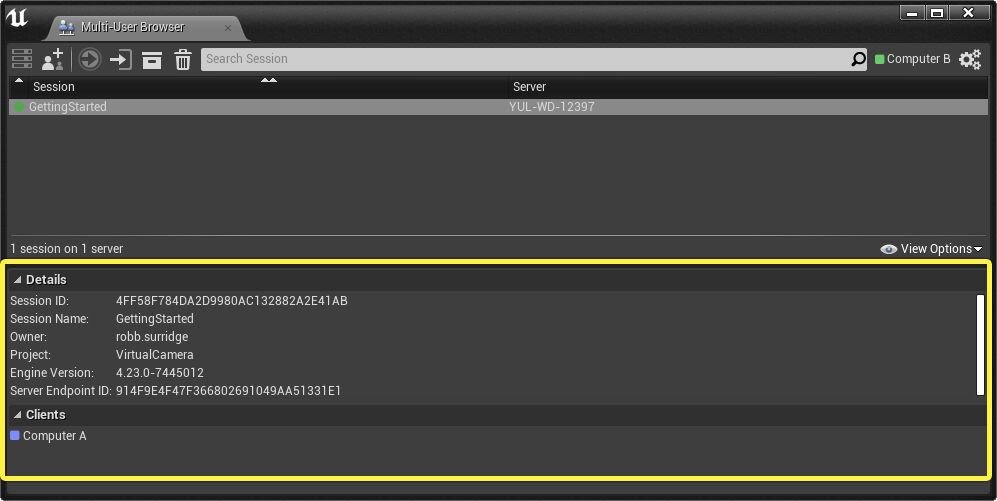 Multi-User Browser
Search Session
Computer B
Session Server
GettingStarted YUL-WD-12397
1 session on 1 server View Options
Details
Session ID: 4FF58F784DA2D9980AC132882A2E41AB
Session Name: GettingStarted
Owner: robb.surridge
Project: VirtualCamera
Engine Version: 4.23.0-7445012
Server Endpoint ID: 914F9E4F47F366802691049AA51331E1
Clients
Computer A